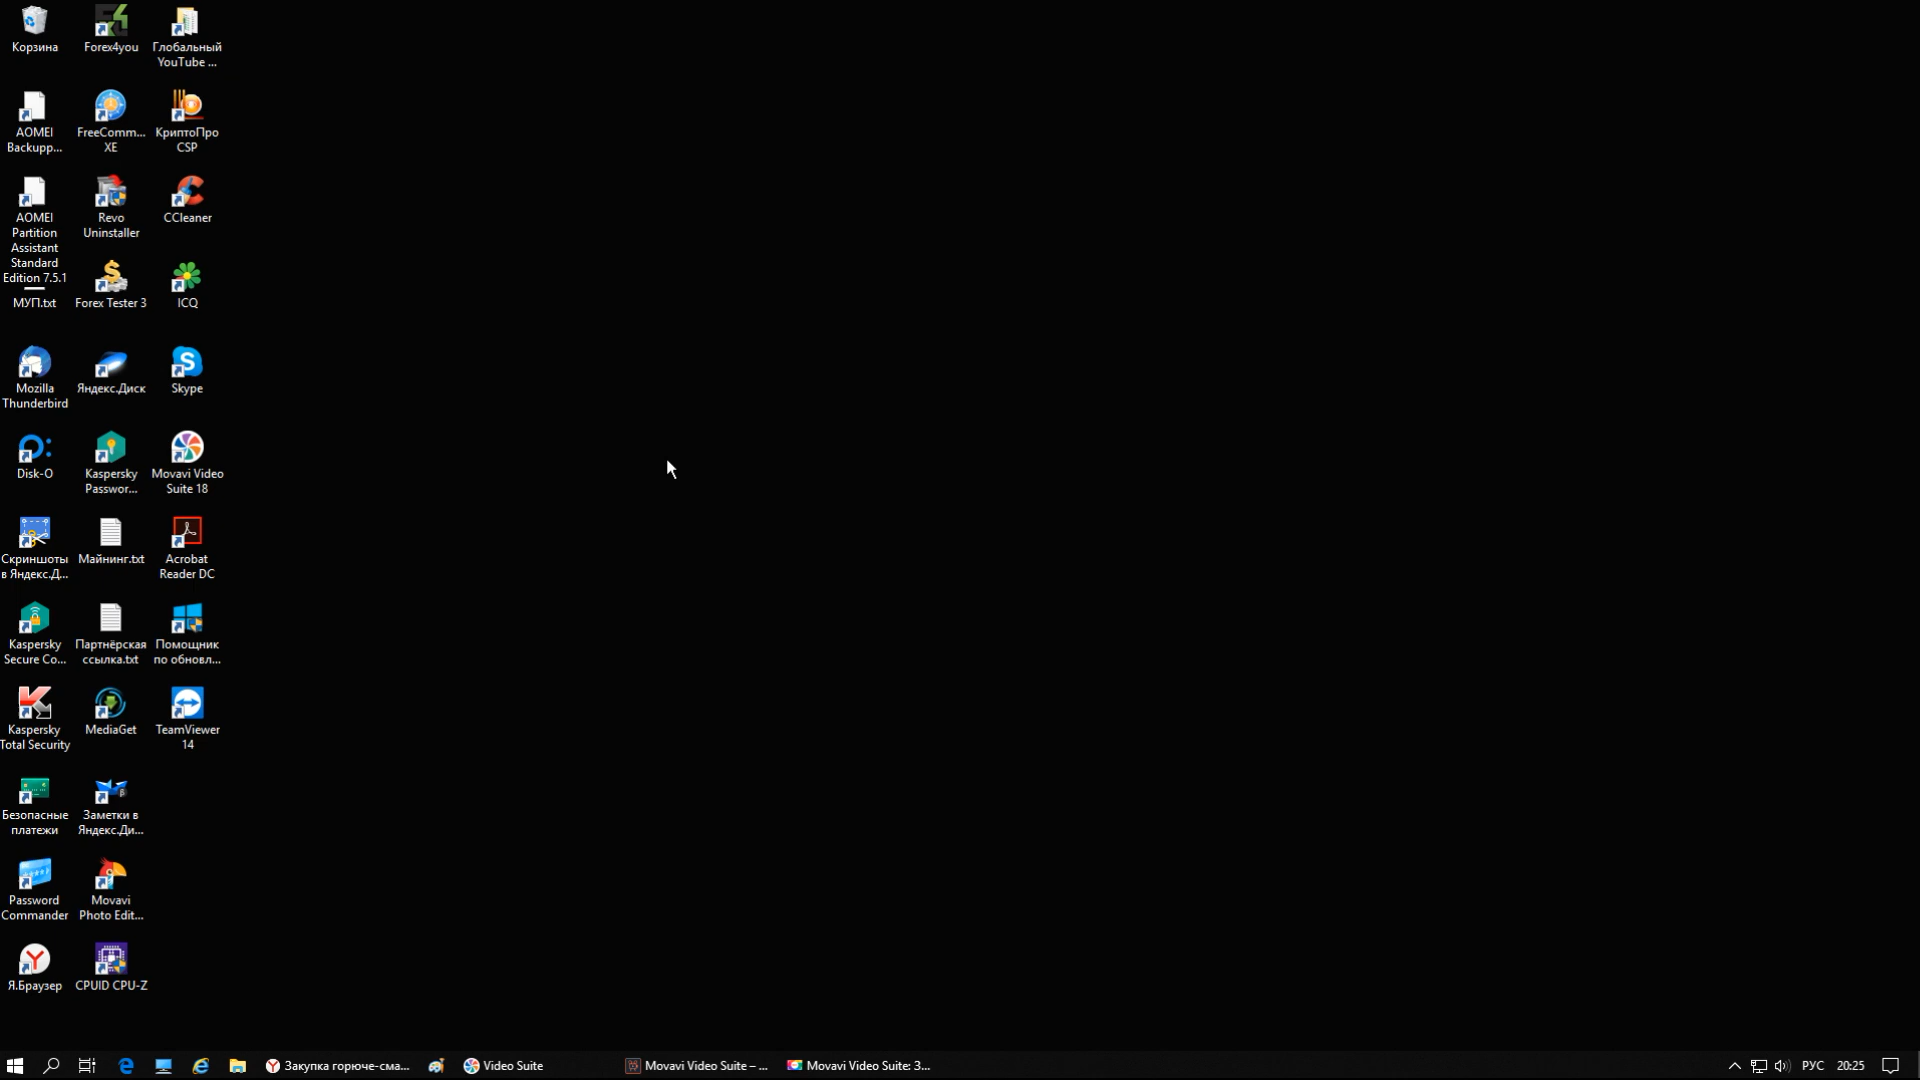 Корзина
Forex4you
Глобальный
YouTube ...
AOMEI
Backupp...
FreeComm...
XE
КриптоПро
CSP
AOMEI
Partition
Assistant
Standard
Edition 7.5.1
Revo
Uninstaller
CCleaner
МУП.txt
Forex Tester 3
ICQ
Mozilla
Thunderbird
Яндекс.Диск
Skype
Disk-O
Kaspersky
Passwor...
Movavi Video
Suite 18
Скриншоты
в Яндекс.Д...
Майнинг.txt
Acrobat
Reader DC
Kaspersky
Secure Co...
Партнёрская
ссылка.txt
Помощник
по обновл...
Kaspersky
Total Security
MediaGet
TeamViewer
14
Безопасные
платежи
Заметки в
Яндекс.Ди...
Password
Commander
Movavi
Photo Edit...
Я.Браузер
CPUID CPU-Z
Закупка горюче-сма...
Video Suite
Movavi Video Suite – ...
Movavi Video Suite: З...
РУС
20:25